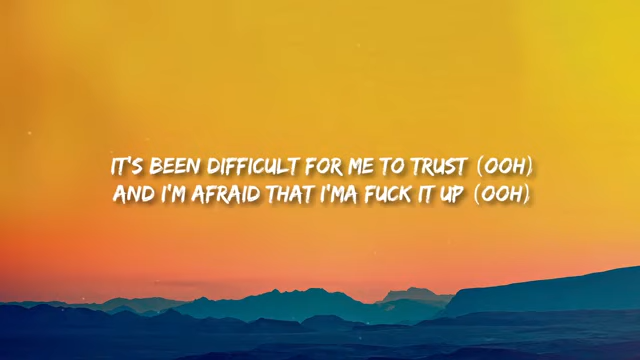 IT'S BEEN DIFFICULT FOR ME TO TRUST (OOH)
AND I'M AFRAID THAT I'MA FUCK IT UP (OOH)